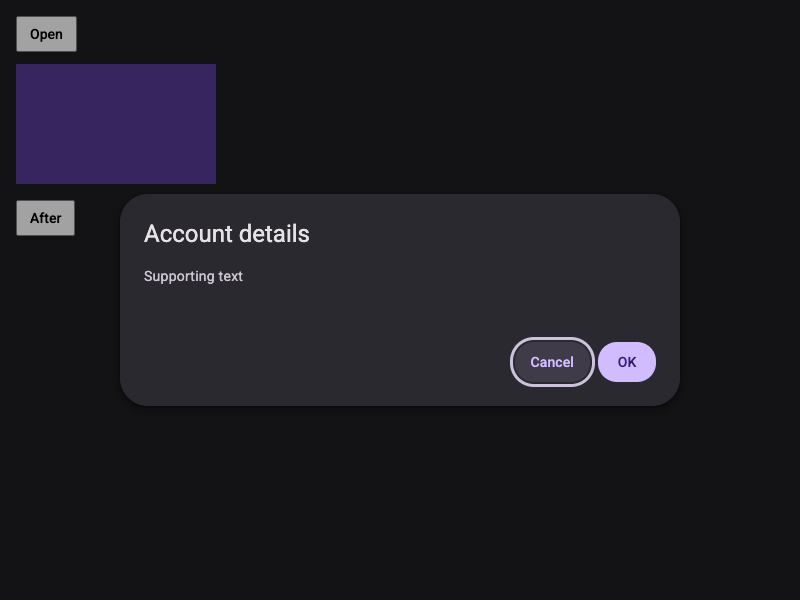 Open
After
Account details
Supporting text
Cancel
OK